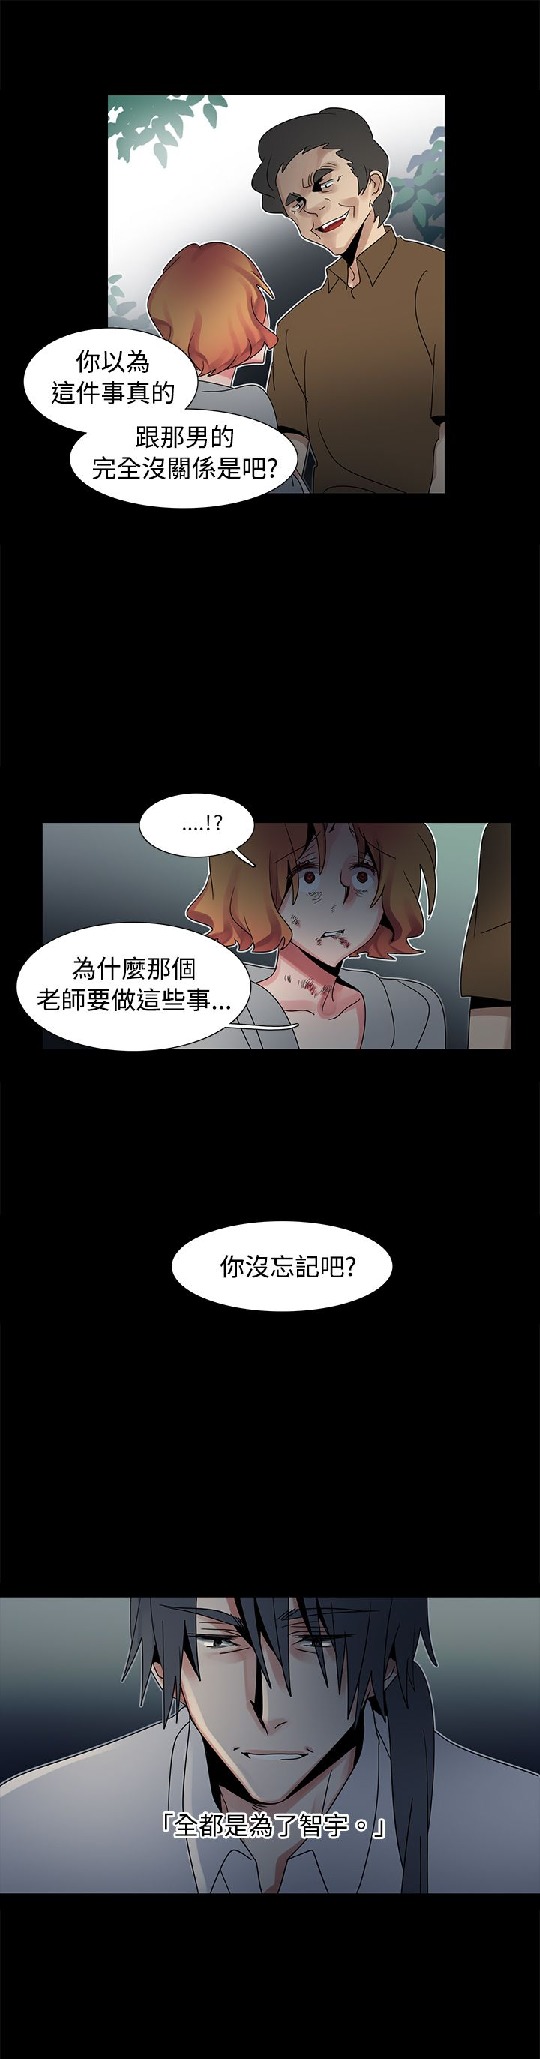 你以為
這件事真的
跟那男的
完全沒關係是吧?
....!?
為什麼那個
老師要做這些事...
你沒忘記吧?
「全都是為了智宇。」